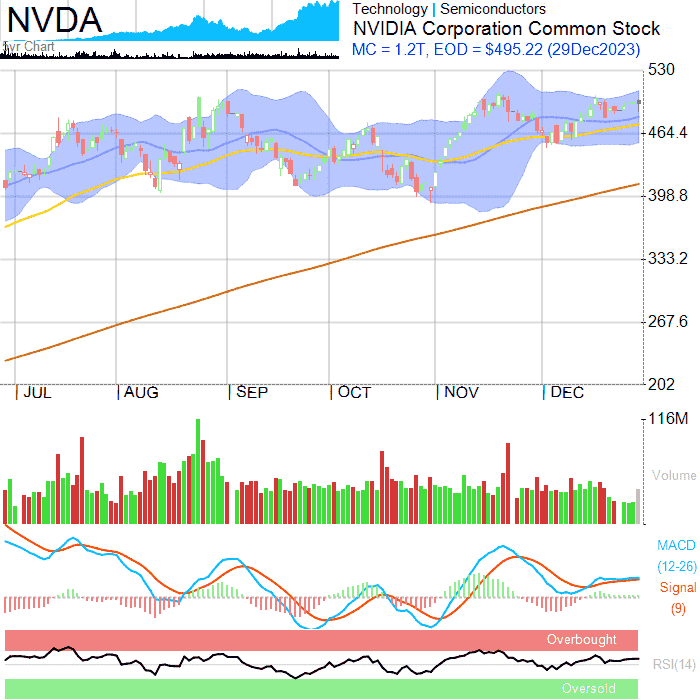 NVDA
5yr Chart
Technology | Semiconductors
NVIDIA Corporation Common Stock
MC = 1.2T, EOD = $495.22 (29Dec2023)
530
464.4
398.8
333.2
267.6
202
JUL
AUG
SEP
OCT
NOV
DEC
116M
Volume
MACD
(12-26)
Signal
(9)
Overbought
RSI(14)
Oversold